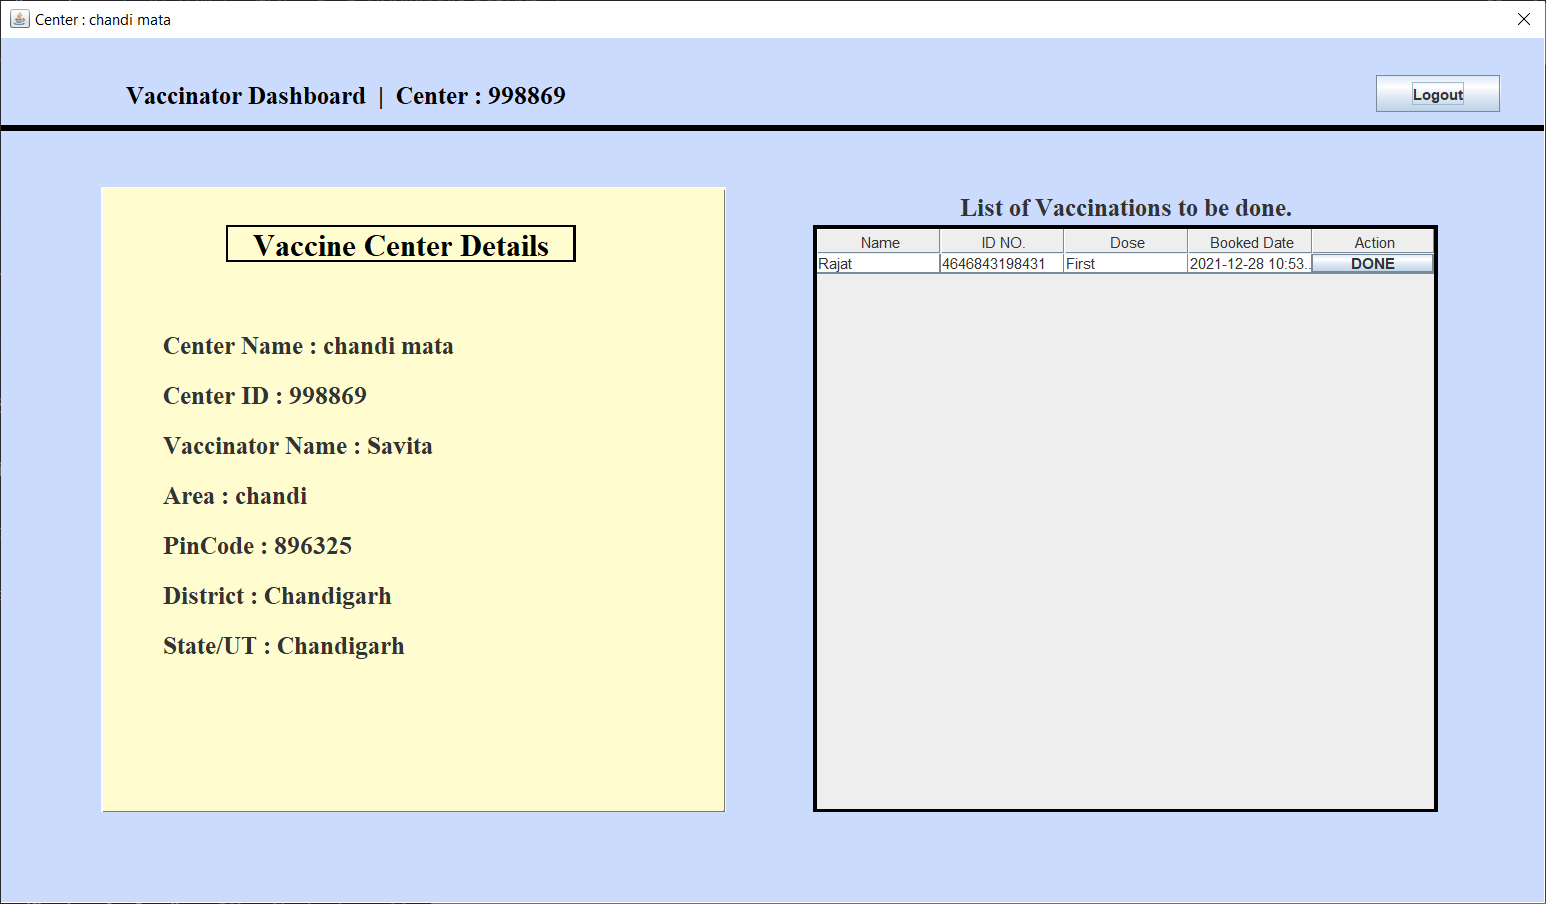 Center : chandi mata
Vaccinator Dashboard | Center : 998869
Logout
Vaccine Center Details
Center Name : chandi mata
Center ID : 998869
Vaccinator Name : Savita
Area : chandi
PinCode : 896325
District : Chandigarh
State/UT : Chandigarh
List of Vaccinations to be done.
Name ID NO. Dose Booked Date Action
Rajat 4646843198431 First 2021-12-28 10:53... DONE